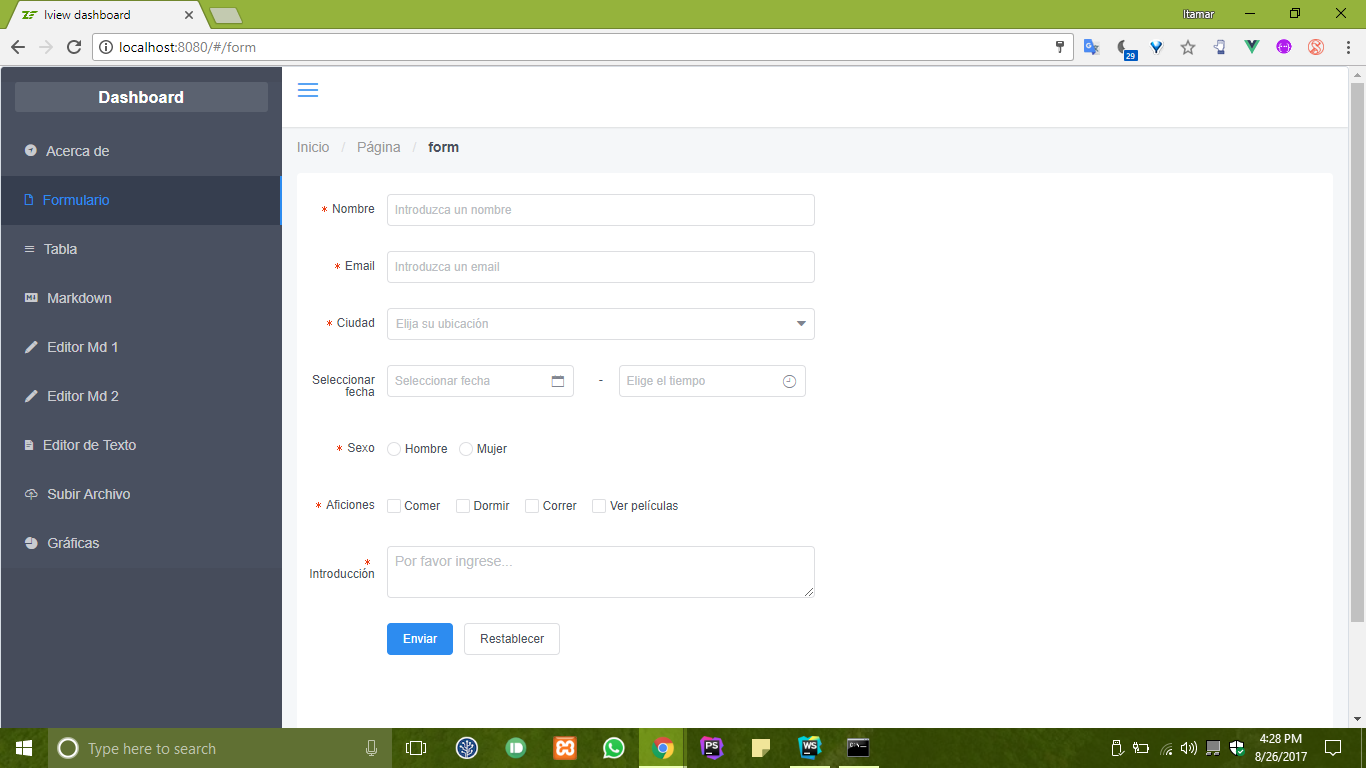 Iview dashboard
Itamar
localhost:8080/#/form
29
Dashboard
Acerca de
Formulario
Tabla
Markdown
Editor Md 1
Editor Md 2
Editor de Texto
Subir Archivo
Gráficas
Inicio / Página / form
* Nombre Introduzca un nombre
* Email Introduzca un email
* Ciudad Elija su ubicación
Seleccionar
fecha
Seleccionar fecha - Elige el tiempo
* Sexo Hombre Mujer
* Aficiones Comer Dormir Correr Ver películas
*
Introducción
Por favor ingrese...
Enviar Restablecer
Type here to search
PS
WS
4:28 PM
8/26/2017